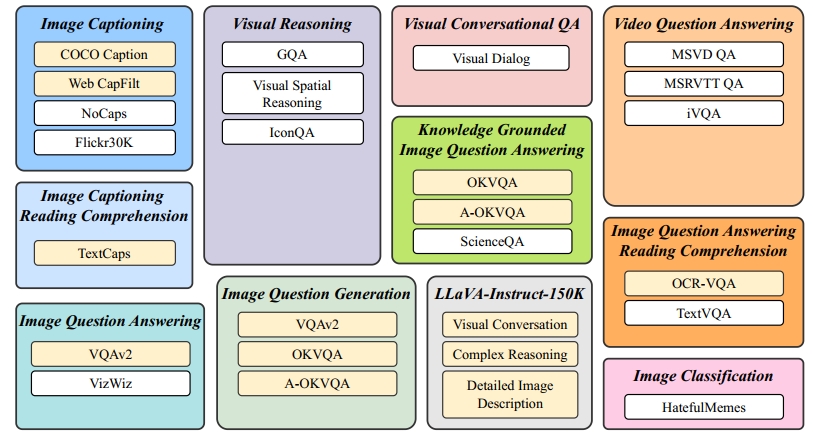 Image Captioning
COCO Caption
Web CapFilt
NoCaps
Flickr30K
Visual Reasoning
GQA
Visual Spatial
Reasoning
IconQA
Visual Conversational QA
Visual Dialog
Video Question Answering
MSVD QA
MSRVTT QA
iVQA
Knowledge Grounded
Image Question Answering
OKVQA
A-OKVQA
ScienceQA
Image Captioning
Reading Comprehension
TextCaps
Image Question Answering
Reading Comprehension
OCR-VQA
TextVQA
Image Question Answering
VQAv2
VizWiz
Image Question Generation
VQAv2
OKVQA
A-OKVQA
LLaVA-Instruct-150K
Visual Conversation
Complex Reasoning
Detailed Image
Description
Image Classification
HatefulMemes